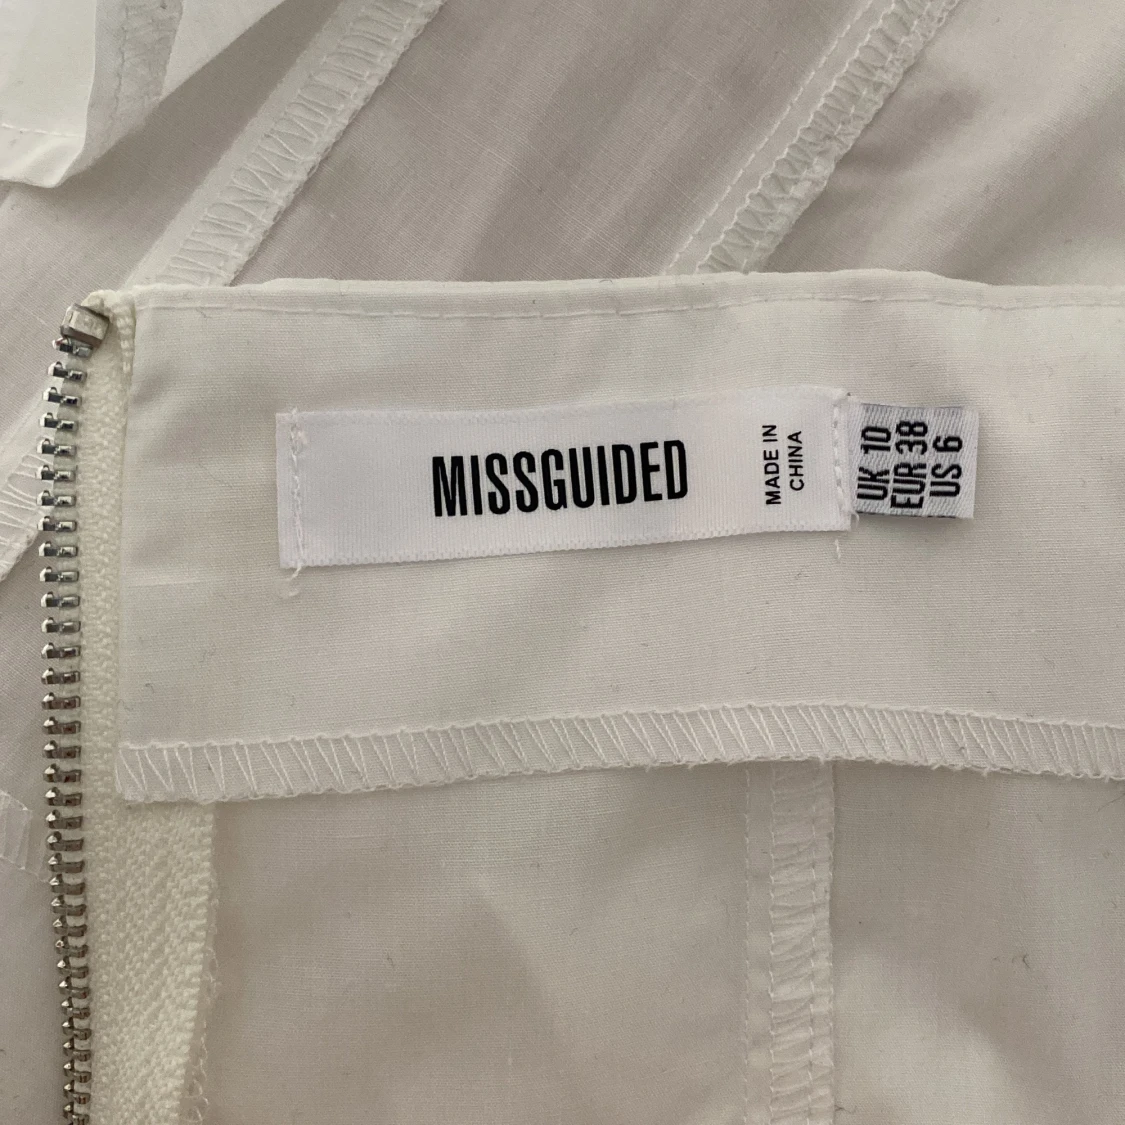 MISSGUIDED
MADE IN
CHINA
UK 10
EUR 38
US 6